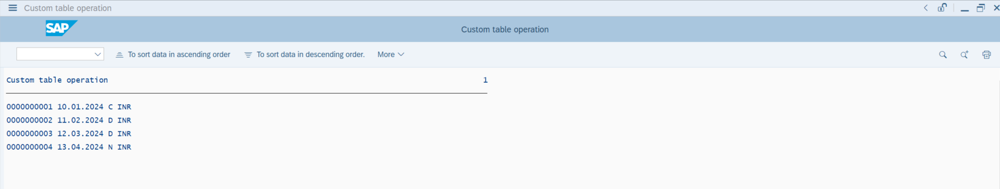 Custom table operation
SAP
Custom table operation
To sort data in ascending order To sort data in descending order. More
Custom table operation 1
0000000001 10.01.2024 C INR
0000000002 11.02.2024 D INR
0000000003 12.03.2024 D INR
0000000004 13.04.2024 N INR